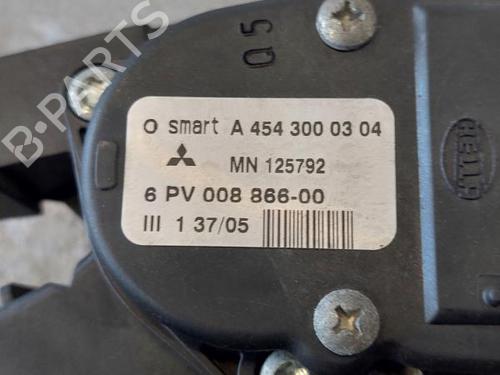 B-PARTS
Q5
O smart A 454 300 03 04
MN 125792
6 PV 008 866-00
III 1 37/05
HELLA